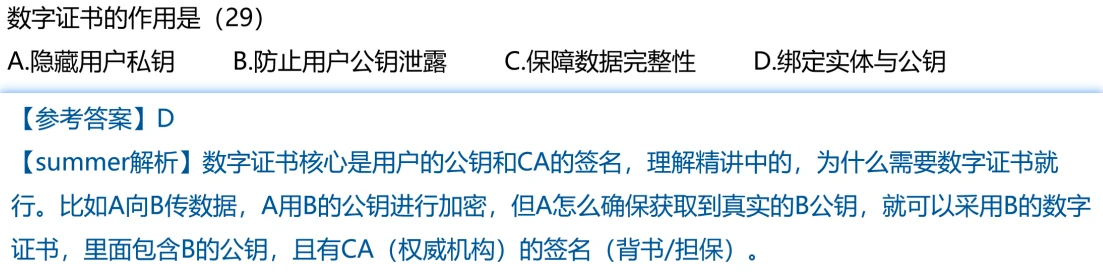 数字证书的作用是（29）
A.隐藏用户私钥 B.防止用户公钥泄露 C.保障数据完整性 D.绑定实体与公钥
【参考答案】D
【summer解析】数字证书核心是用户的公钥和CA的签名，理解精讲中的，为什么需要数字证书就
行。比如A向B传数据，A用B的公钥进行加密，但A怎么确保获取到真实的B公钥，就可以采用B的数字
证书，里面包含B的公钥，且有CA（权威机构）的签名（背书/担保）。